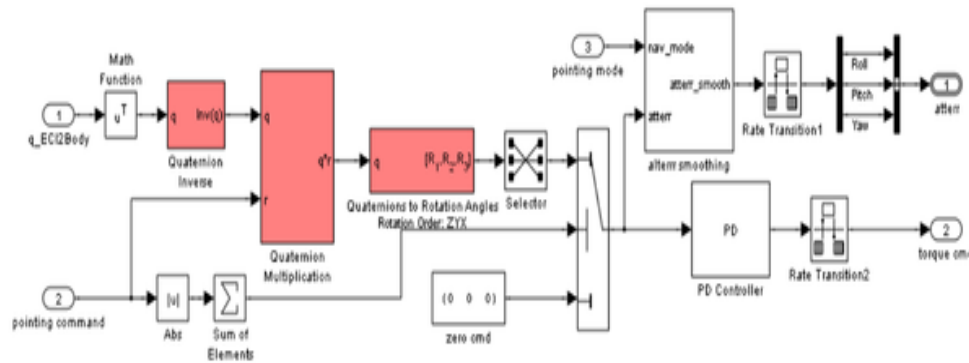 Math
Function
1
q_ECI2Body
u^T
q
Inv(q)
Quaternion
Inverse
q
r
q*r
Quaternion
Multiplication
q
Quaternions to Rotation Angles
Rotation Order: ZYX
Selector
2
pointing command
|u|
Abs
Σ
Sum of
Elements
(0 0 0)
zero cmd
3
pointing mode
nav_mode
atterr_smooth
atterr
atterr smoothing
Rate Transition1
Roll
Pitch
Yaw
1
atterr
PD
PD Controller
Rate Transition2
2
torque cmd